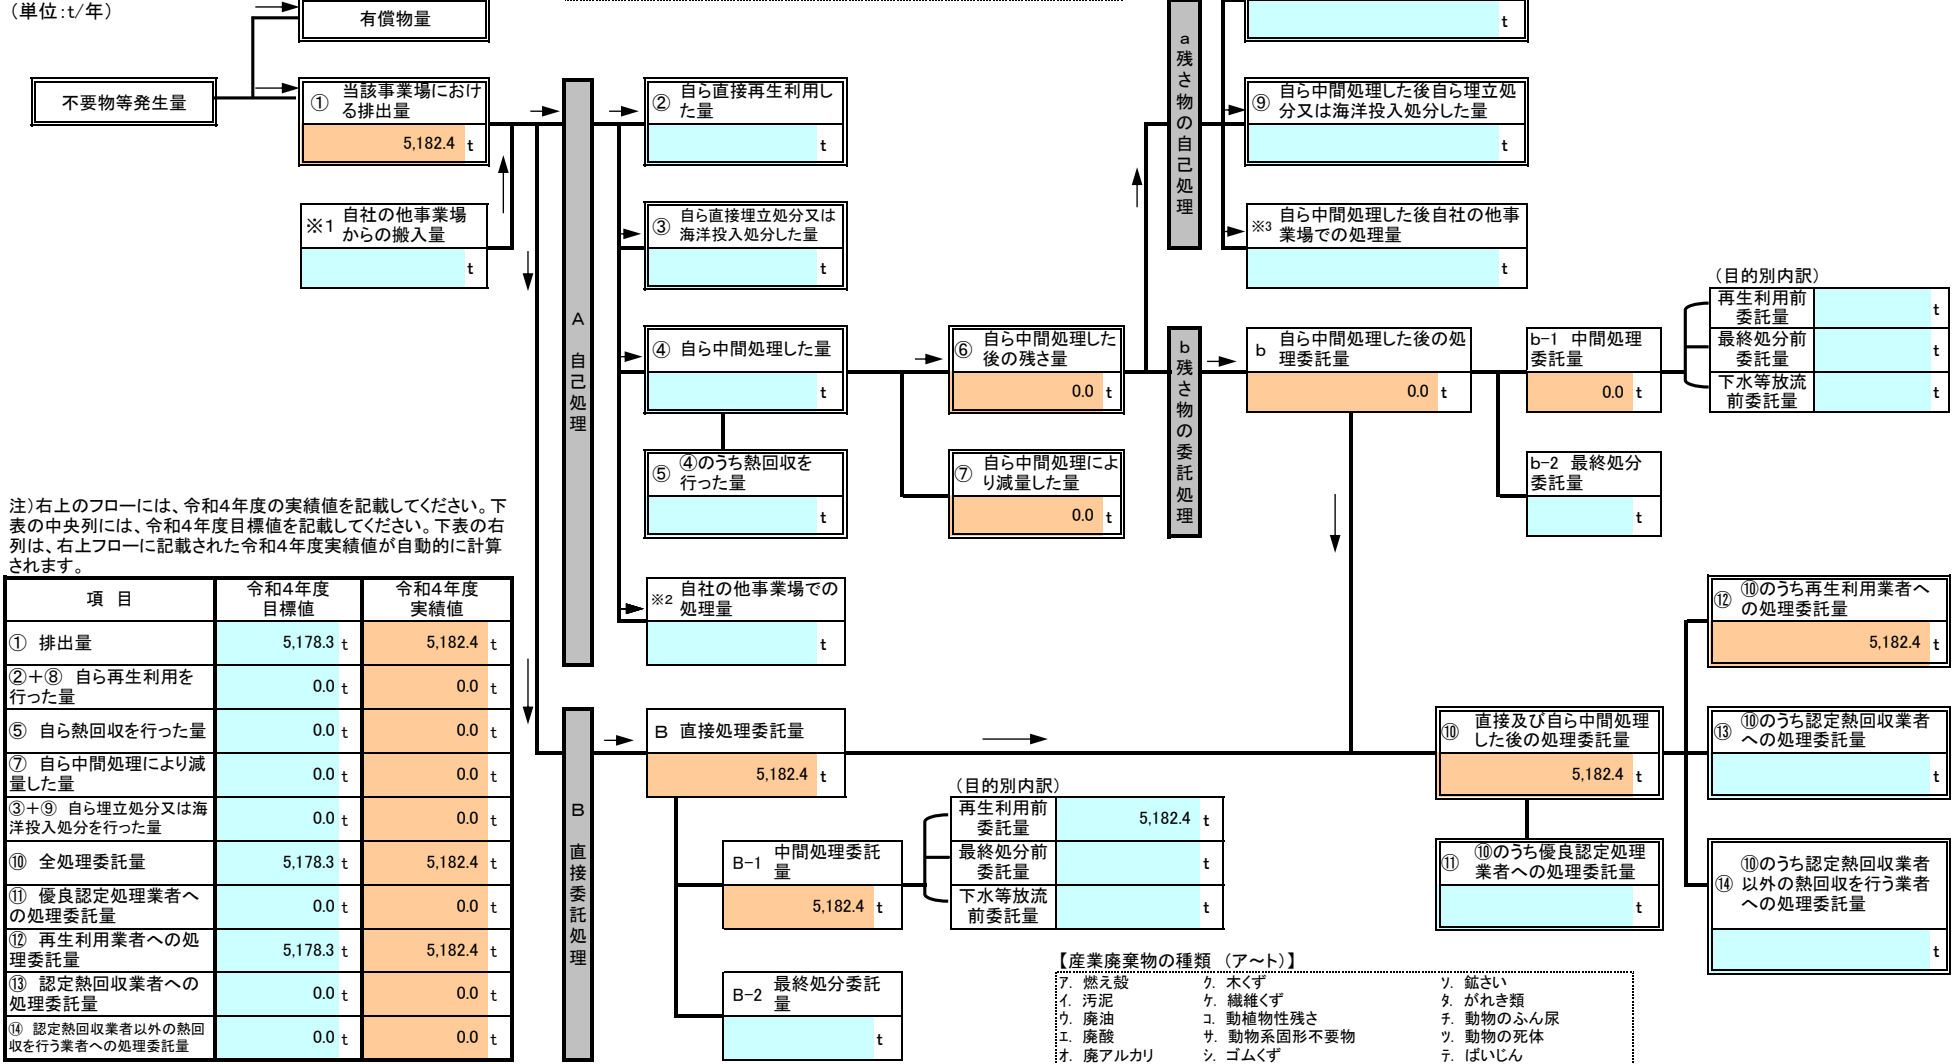 （単位：t/年）
有償物量
不要物等発生量
① 当該事業場におけ
る排出量
5,182.4 t
※1 自社の他事業場
からの搬入量
t
A 自己処理
② 自ら直接再生利用し
た量
t
③ 自ら直接埋立処分又は
海洋投入処分した量
t
④ 自ら中間処理した量
t
⑤ ④のうち熱回収を
行った量
t
※2 自社の他事業場での
処理量
t
⑥ 自ら中間処理した
後の残さ量
0.0 t
⑦ 自ら中間処理によ
り減量した量
0.0 t
a残さ物の自己処理
t
⑨ 自ら中間処理した後自ら埋立処
分又は海洋投入処分した量
t
※3 自ら中間処理した後自社の他事
業場での処理量
t
b残さ物の委託処理
b 自ら中間処理した後の処
理委託量
0.0 t
b-1 中間処理
委託量
0.0 t
（目的別内訳）
再生利用前
委託量
t
最終処分前
委託量
t
下水等放流
前委託量
t
b-2 最終処分
委託量
t
注）右上のフローには、令和4年度の実績値を記載してください。下
表の中央列には、令和4年度目標値を記載してください。下表の右
列は、右上フローに記載された令和4年度実績値が自動的に計算
されます。
項 目 令和4年度 令和4年度
目標値 実績値
① 排出量 5,178.3 t 5,182.4 t
②＋⑧ 自ら再生利用を
行った量 0.0 t 0.0 t
⑤ 自ら熱回収を行った量 0.0 t 0.0 t
⑦ 自ら中間処理により減
量した量 0.0 t 0.0 t
③＋⑨ 自ら埋立処分又は海
洋投入処分を行った量 0.0 t 0.0 t
⑩ 全処理委託量 5,178.3 t 5,182.4 t
⑪ 優良認定処理業者へ
の処理委託量 0.0 t 0.0 t
⑫ 再生利用業者への処
理委託量 5,178.3 t 5,182.4 t
⑬ 認定熱回収業者への
処理委託量 0.0 t 0.0 t
⑭ 認定熱回収業者以外の熱回
収を行う業者への処理委託量 0.0 t 0.0 t
B 直接委託処理
B 直接処理委託量
5,182.4 t
B-1 中間処理委託
量
5,182.4 t
（目的別内訳）
再生利用前
委託量
5,182.4 t
最終処分前
委託量
t
下水等放流
前委託量
t
B-2 最終処分委託
量
t
⑩ 直接及び自ら中間処理
した後の処理委託量
5,182.4 t
⑪ ⑩のうち優良認定処理
業者への処理委託量
t
⑫ ⑩のうち再生利用業者へ
の処理委託量
5,182.4 t
⑬ ⑩のうち認定熱回収業者
への処理委託量
t
⑭ ⑩のうち認定熱回収業者
以外の熱回収を行う業者
への処理委託量
t
【産業廃棄物の種類 （ア～ト）】
ｱ. 燃え殻 ｸ. 木くず ｿ. 鉱さい
ｲ. 汚泥 ｹ. 繊維くず ﾀ. がれき類
ｳ. 廃油 ｺ. 動植物性残さ ﾁ. 動物のふん尿
ｴ. 廃酸 ｻ. 動物系固形不要物 ﾂ. 動物の死体
ｵ. 廃アルカリ ｼ. ゴムくず ﾃ. ばいじん